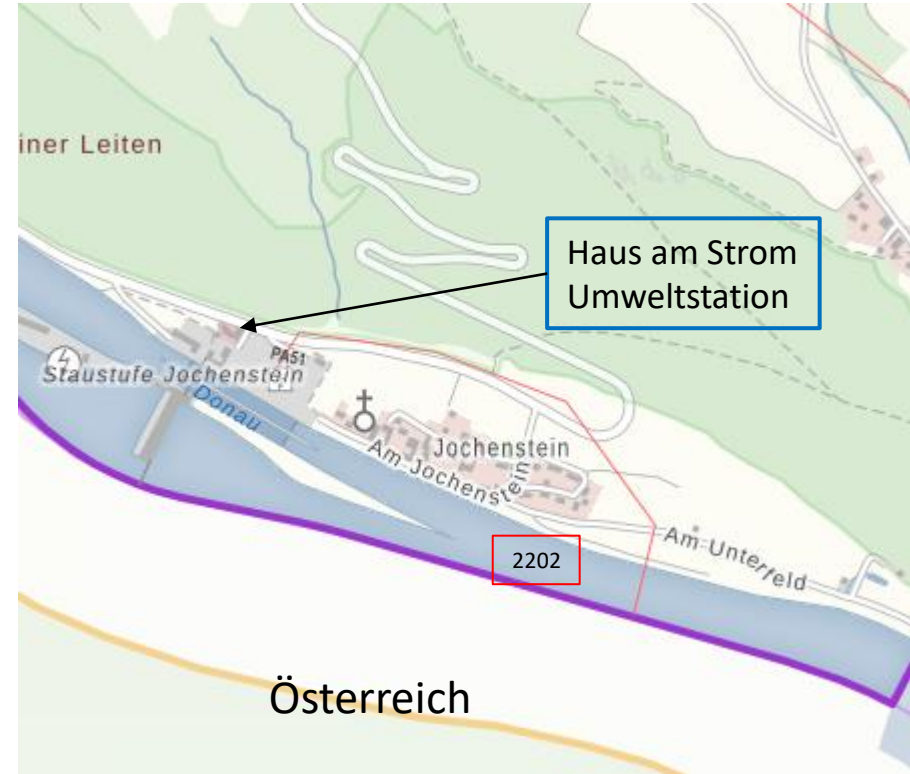 iner Leiten
Haus am Strom
Umweltstation
PA51
Staustufe Jochenstein
Donau
Jochenstein
Am Jochenstein
Am Unterfeld
2202
Österreich